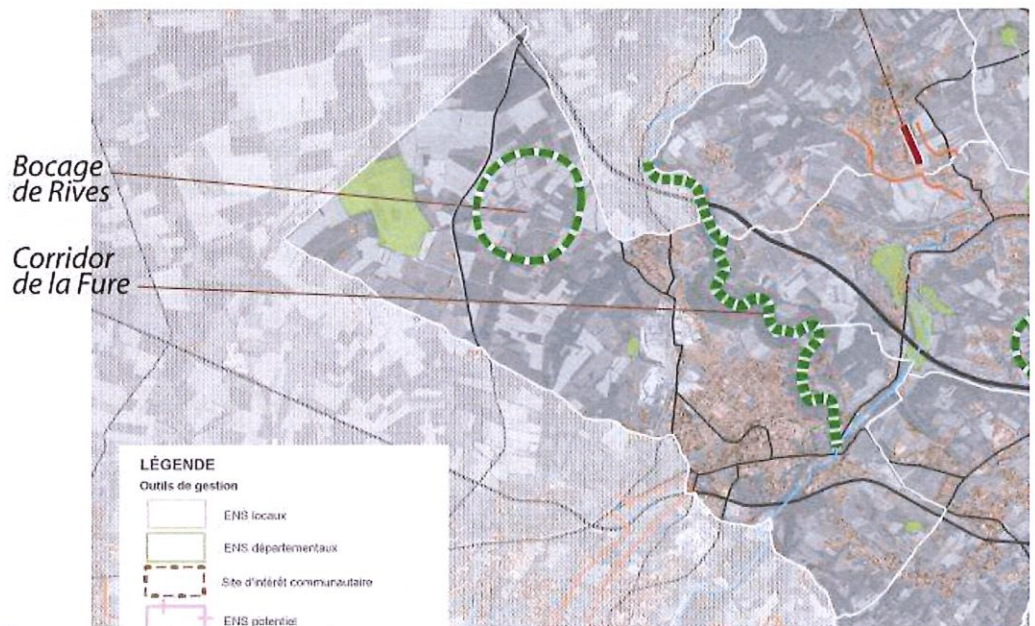 Bocage
de Rives
Corridor
de la Fure
LÉGENDE
Outils de gestion
ENS locaux
ENS départementaux
Site d'intérêt communautaire
ENS potentiel